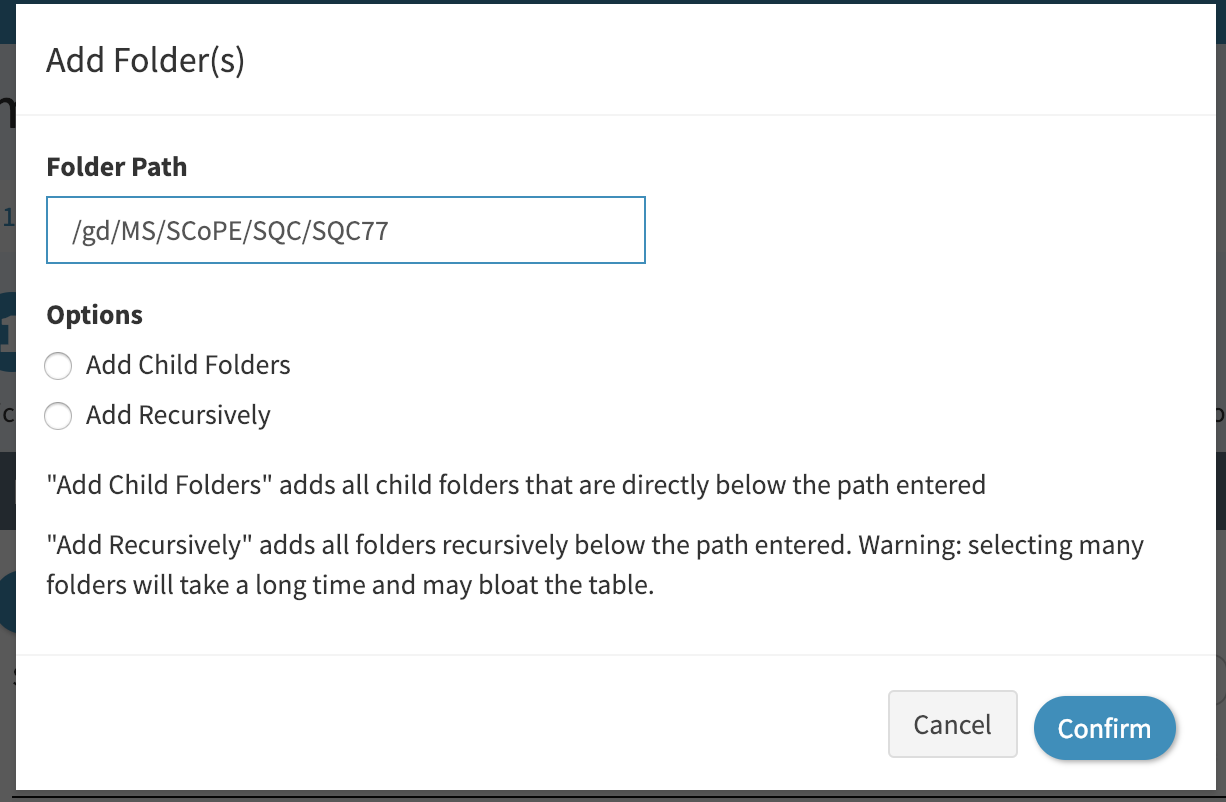 Add Folder(s)
Folder Path
/gd/MS/SCoPE/SQC/SQC77
Options
Add Child Folders
Add Recursively
"Add Child Folders" adds all child folders that are directly below the path entered
"Add Recursively" adds all folders recursively below the path entered. Warning: selecting many
folders will take a long time and may bloat the table.
Cancel
Confirm